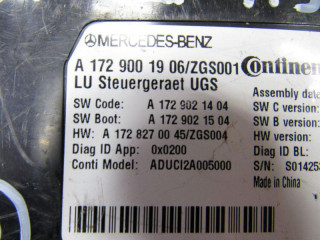 MERCEDES-BENZ
A 172 900 19 06/ZGS001
Continen
LU Steuergeraet UGS
Assembly date
SW Code: A 172 902 14 04
SW C version:
SW Boot: A 172 902 15 04
SW B version:
HW: A 172 827 00 45/ZGS004
HW version:
Diag ID App: 0x0200
Diag ID BL:
Conti Model: ADUCI2A005000
S/N: S01425
Made in China